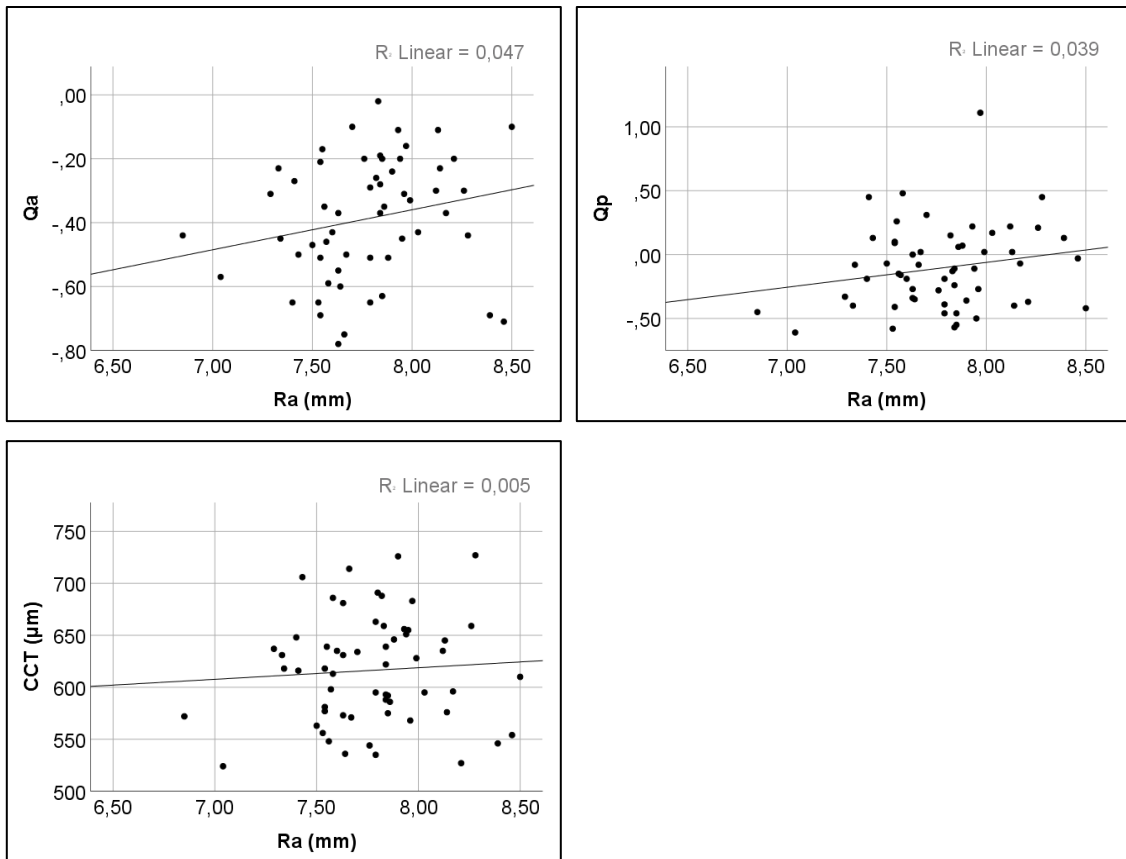 R² Linear = 0,047
,00
-,20
-,40
-,60
-,80
Qa
6,50 7,00 7,50 8,00 8,50
Ra (mm)
R² Linear = 0,039
1,00
,50
,00
-,50
Qp
6,50 7,00 7,50 8,00 8,50
Ra (mm)
R² Linear = 0,005
750
700
650
600
550
500
CCT (µm)
6,50 7,00 7,50 8,00 8,50
Ra (mm)